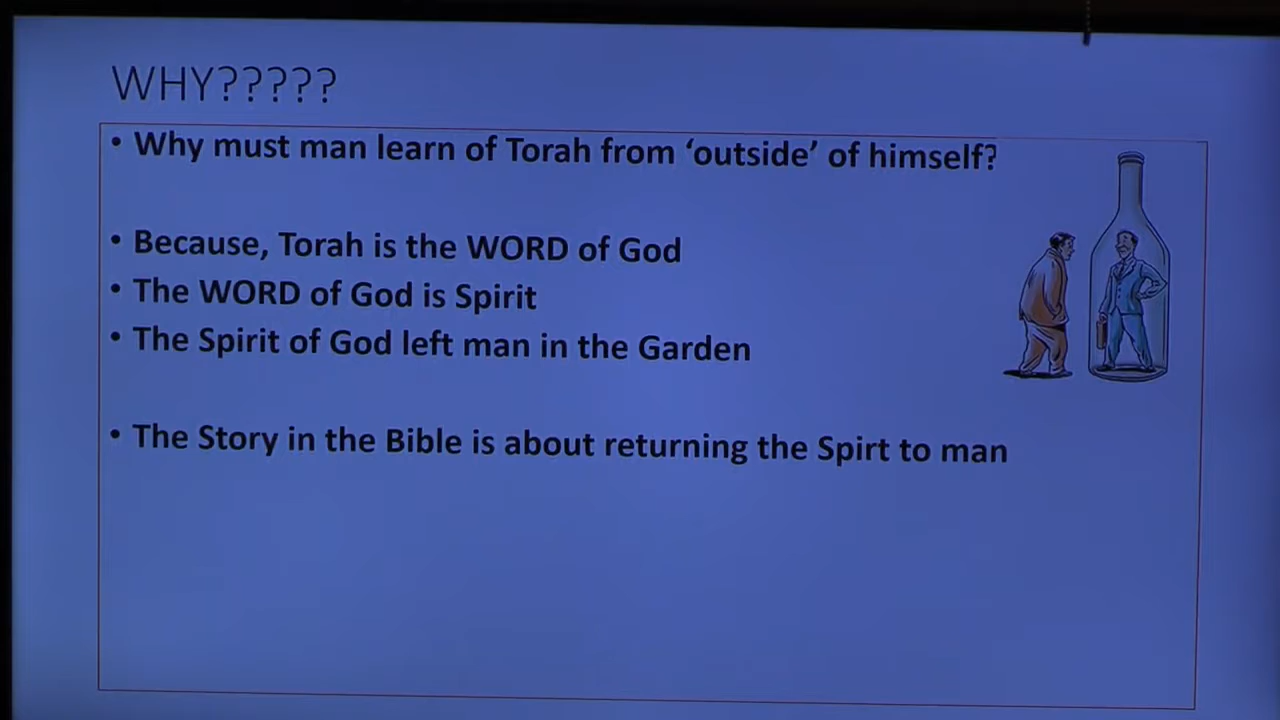 WHY?????
• Why must man learn of Torah from ‘outside’ of himself?
• Because, Torah is the WORD of God
• The WORD of God is Spirit
• The Spirit of God left man in the Garden
• The Story in the Bible is about returning the Spirt to man